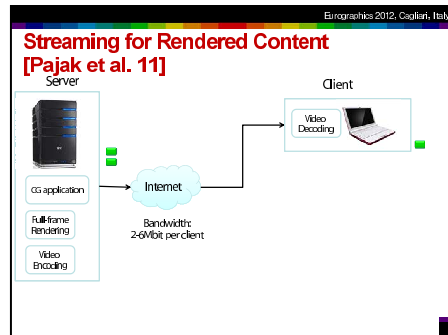 Eurographics 2012, Cagliari, Italy
Streaming for Rendered Content
[Pajak et al. 11]
Server
Client
Video
Decoding
CG application
Internet
Full-frame
Rendering
Bandwidth:
2-6Mbit per client
Video
Encoding